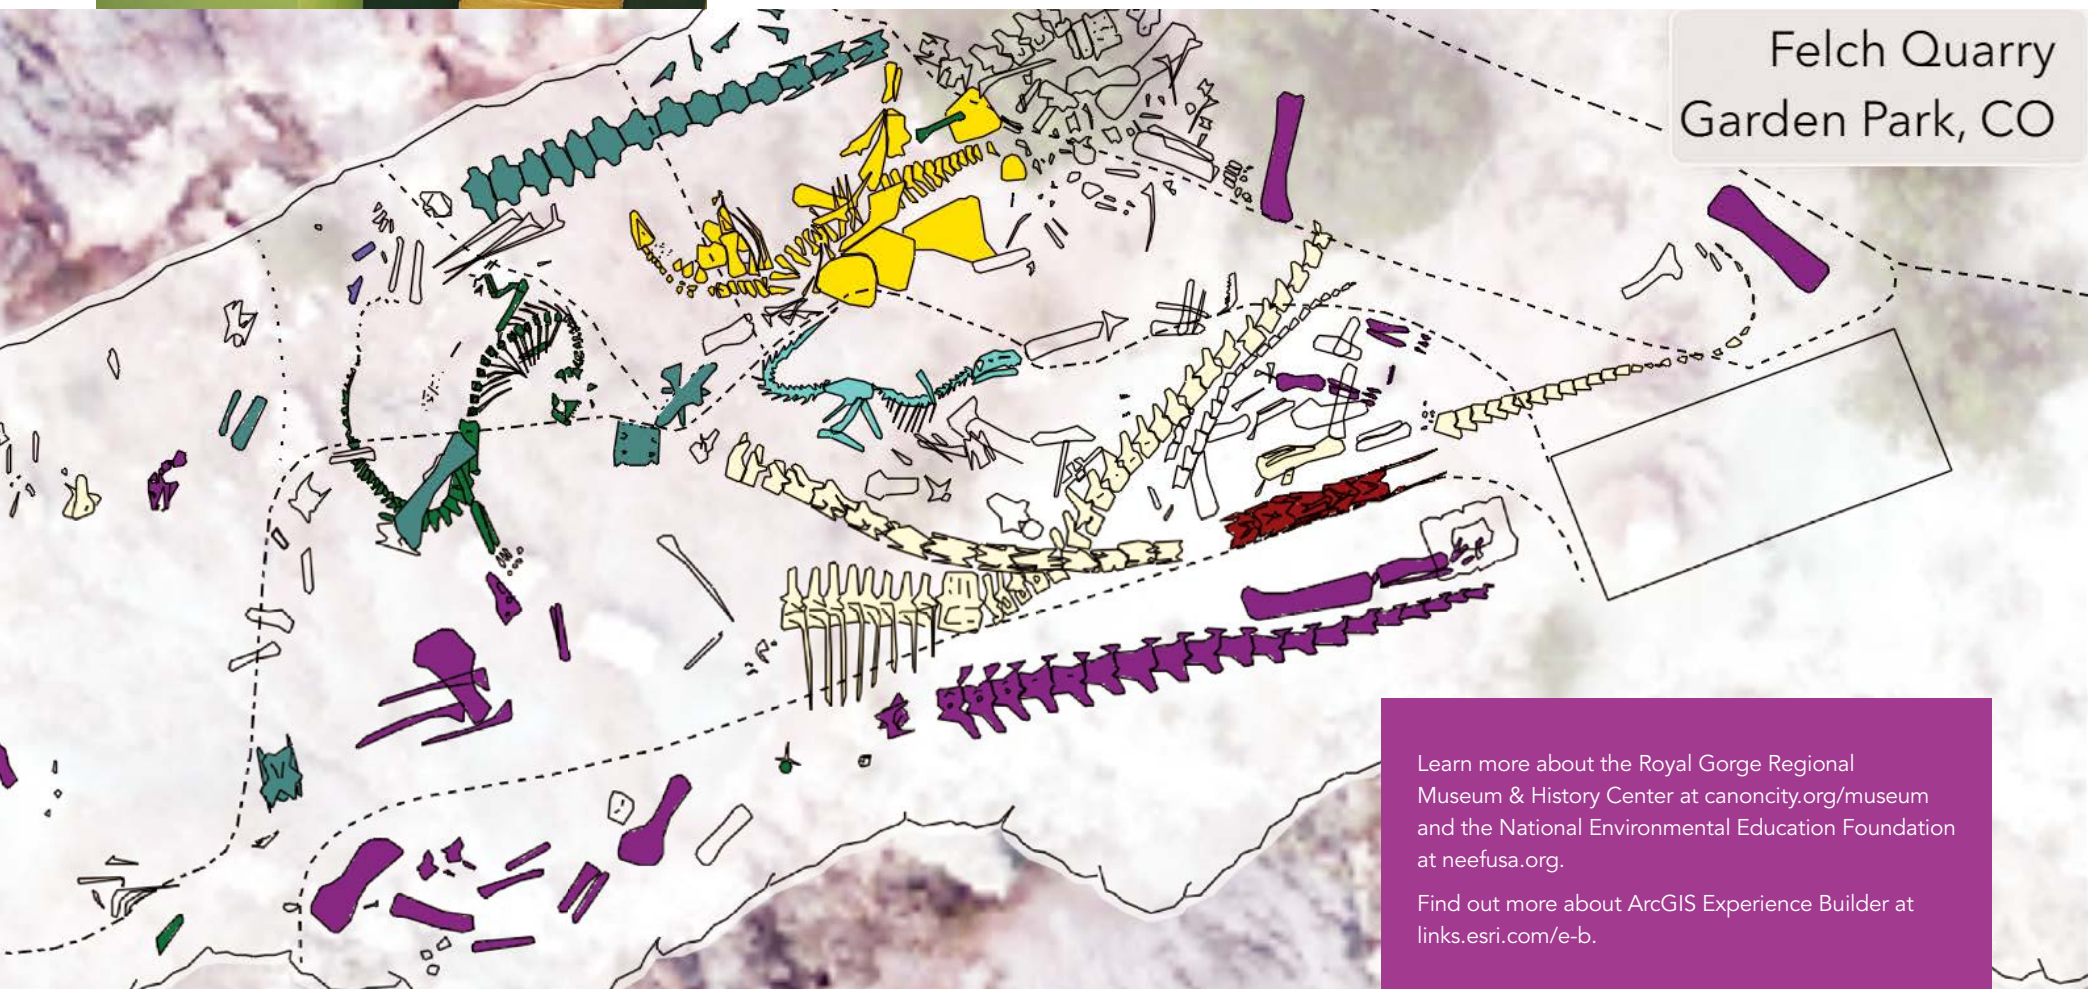 Felch Quarry
Garden Park, CO
Learn more about the Royal Gorge Regional
Museum & History Center at canoncity.org/museum
and the National Environmental Education Foundation
at neefusa.org.
Find out more about ArcGIS Experience Builder at
links.esri.com/e-b.